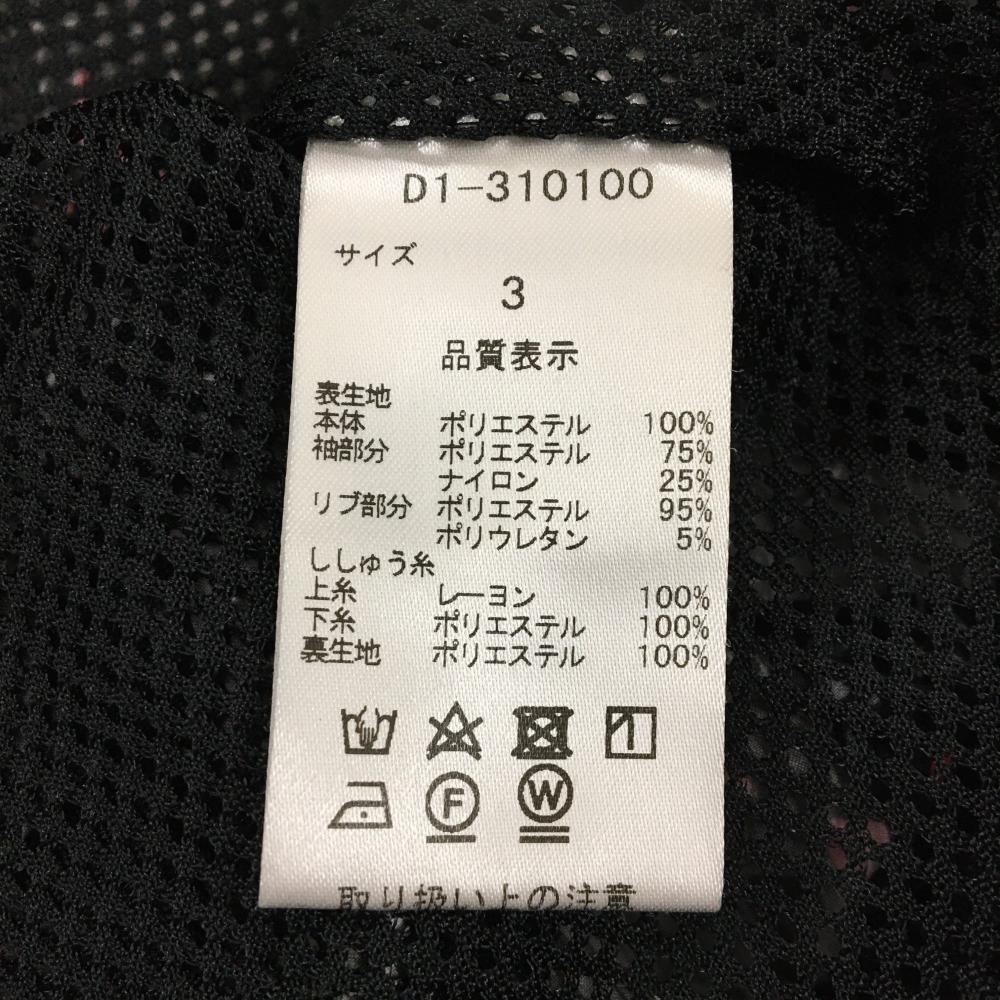 D1-310100
サイズ
3
品質表示
表生地
本体 ポリエステル 100%
袖部分 ポリエステル 75%
ナイロン 25%
リブ部分 ポリエステル 95%
ポリウレタン 5%
ししゅう糸
上糸 レーヨン 100%
下糸 ポリエステル 100%
裏生地 ポリエステル 100%
F W
取り扱い上の注意